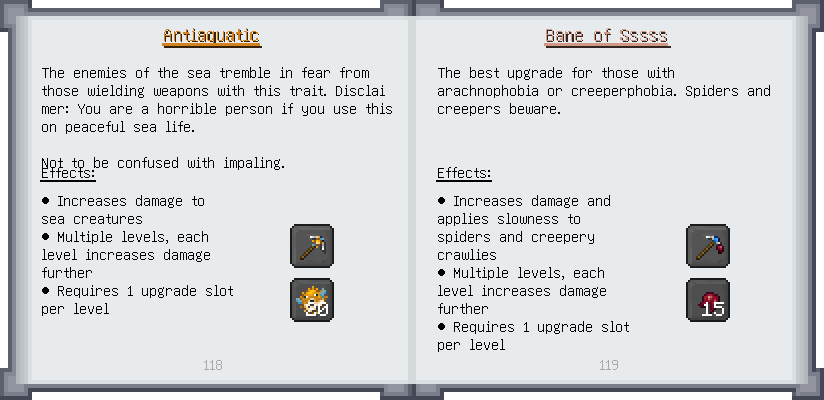 Antiaquatic
The enemies of the sea tremble in fear from
those wielding weapons with this trait. Disclai
mer: You are a horrible person if you use this
on peaceful sea life.
Not to be confused with impaling.
Effects:
● Increases damage to
sea creatures
● Multiple levels, each
level increases damage
further
● Requires 1 upgrade slot
per level
20
118
Bane of Sssss
The best upgrade for those with
arachnophobia or creeperphobia. Spiders and
creepers beware.
Effects:
● Increases damage and
applies slowness to
spiders and creepery
crawlies
● Multiple levels, each
level increases damage
further
● Requires 1 upgrade slot
per level
15
119